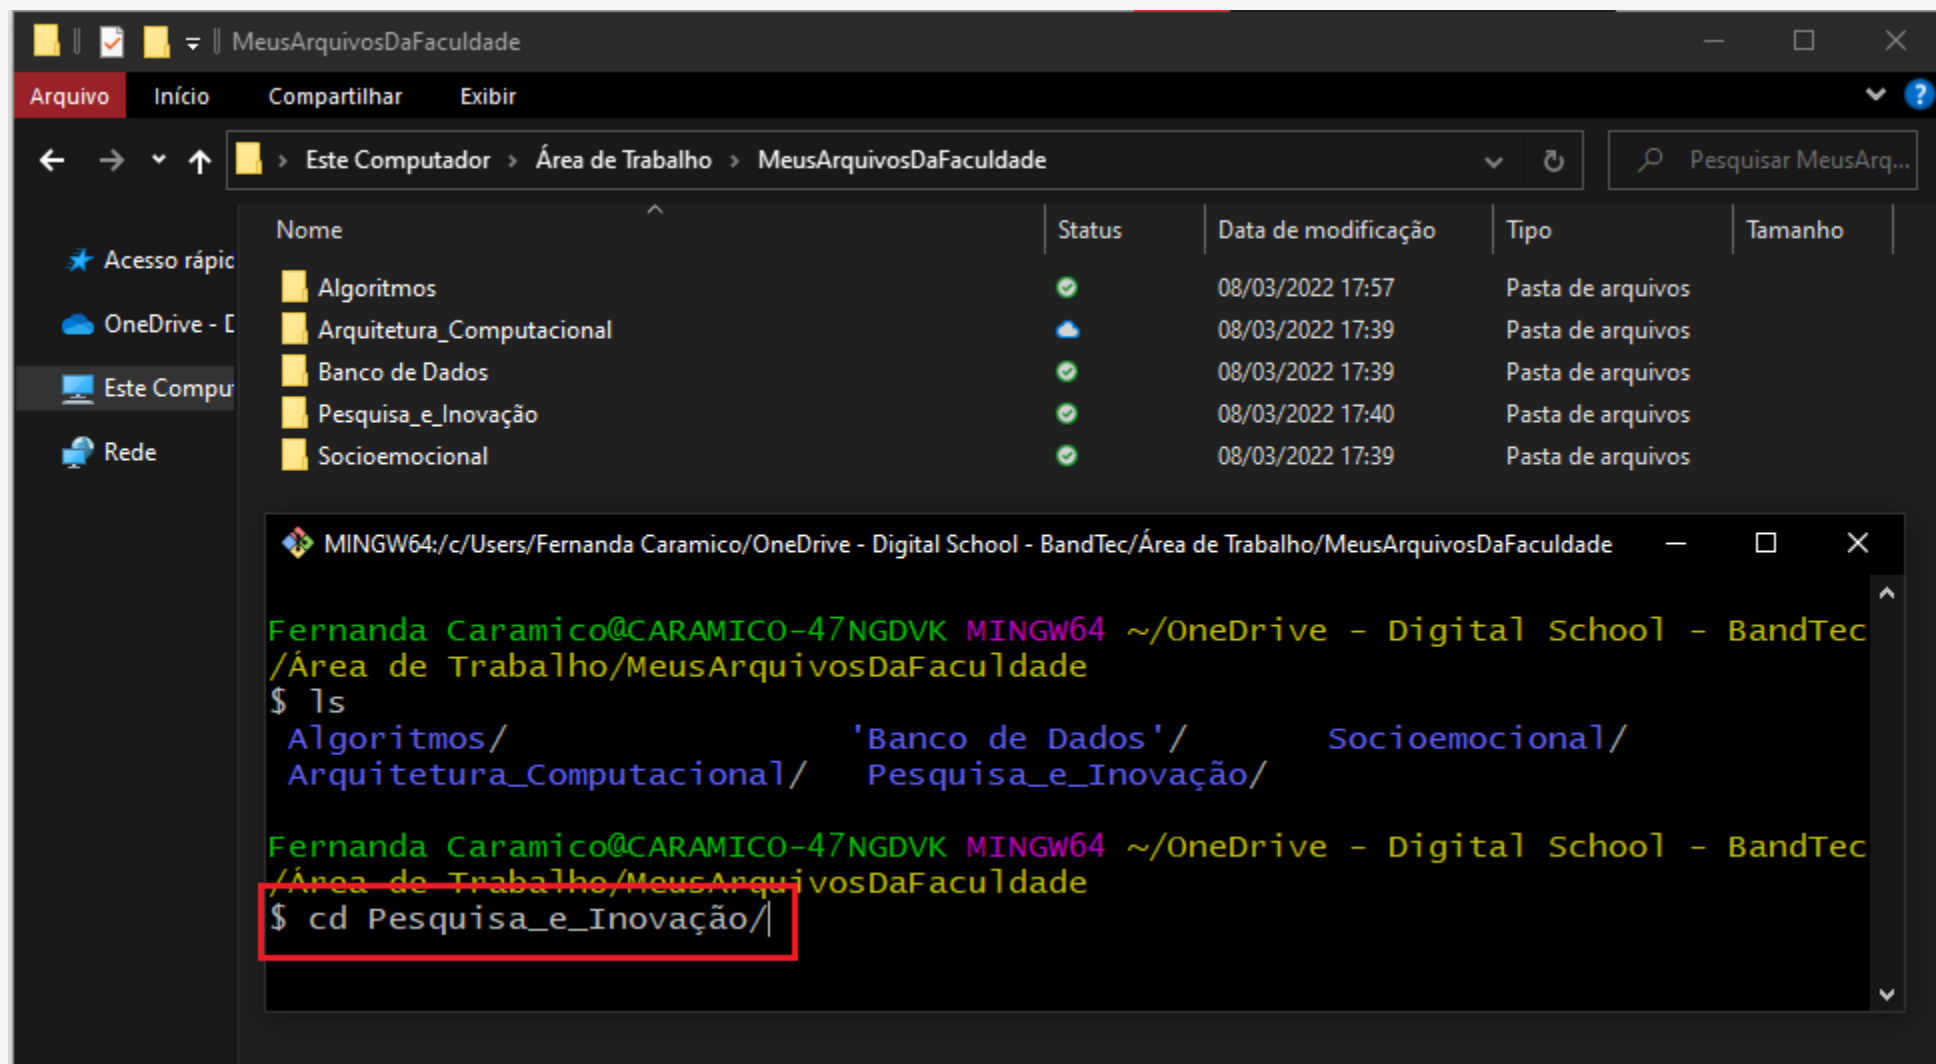 MeusArquivosDaFaculdade
Arquivo Início Compartilhar Exibir
Este Computador > Área de Trabalho > MeusArquivosDaFaculdade
Pesquisar MeusArq...
Nome Status Data de modificação Tipo Tamanho
Acesso rápic
OneDrive - D
Este Comput
Rede
Algoritmos 08/03/2022 17:57 Pasta de arquivos
Arquitetura_Computacional 08/03/2022 17:39 Pasta de arquivos
Banco de Dados 08/03/2022 17:39 Pasta de arquivos
Pesquisa_e_Inovação 08/03/2022 17:40 Pasta de arquivos
Socioemocional 08/03/2022 17:39 Pasta de arquivos
MINGW64:/c/Users/Fernanda Caramico/OneDrive - Digital School - BandTec/Área de Trabalho/MeusArquivosDaFaculdade
Fernanda Caramico@CARAMICO-47NGDVK MINGW64 ~/OneDrive - Digital School - BandTec
/Área de Trabalho/MeusArquivosDaFaculdade
$ ls
Algoritmos/ 'Banco de Dados'/ Socioemocional/
Arquitetura_Computacional/ Pesquisa_e_Inovação/
Fernanda Caramico@CARAMICO-47NGDVK MINGW64 ~/OneDrive - Digital School - BandTec
/Área de Trabalho/MeusArquivosDaFaculdade
$ cd Pesquisa_e_Inovação/